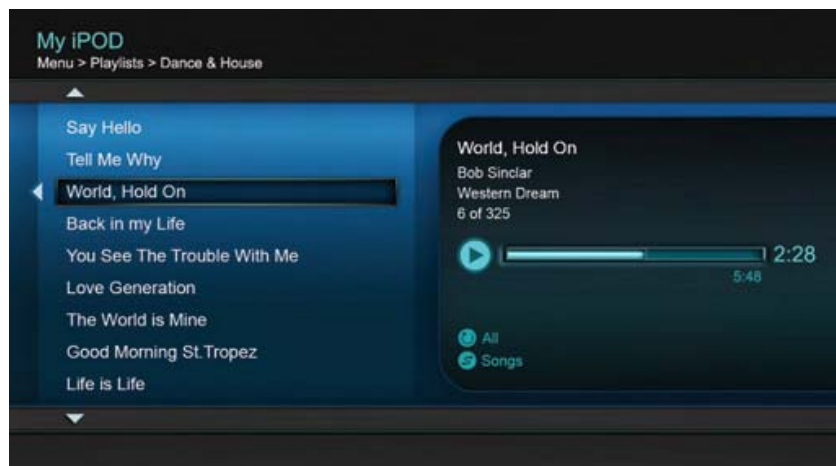 My iPOD
Menu > Playlists > Dance & House
Say Hello
Tell Me Why
World, Hold On
Back in my Life
You See The Trouble With Me
Love Generation
The World is Mine
Good Morning St.Tropez
Life is Life
World, Hold On
Bob Sinclar
Western Dream
6 of 325
2:28
5:48
All
Songs